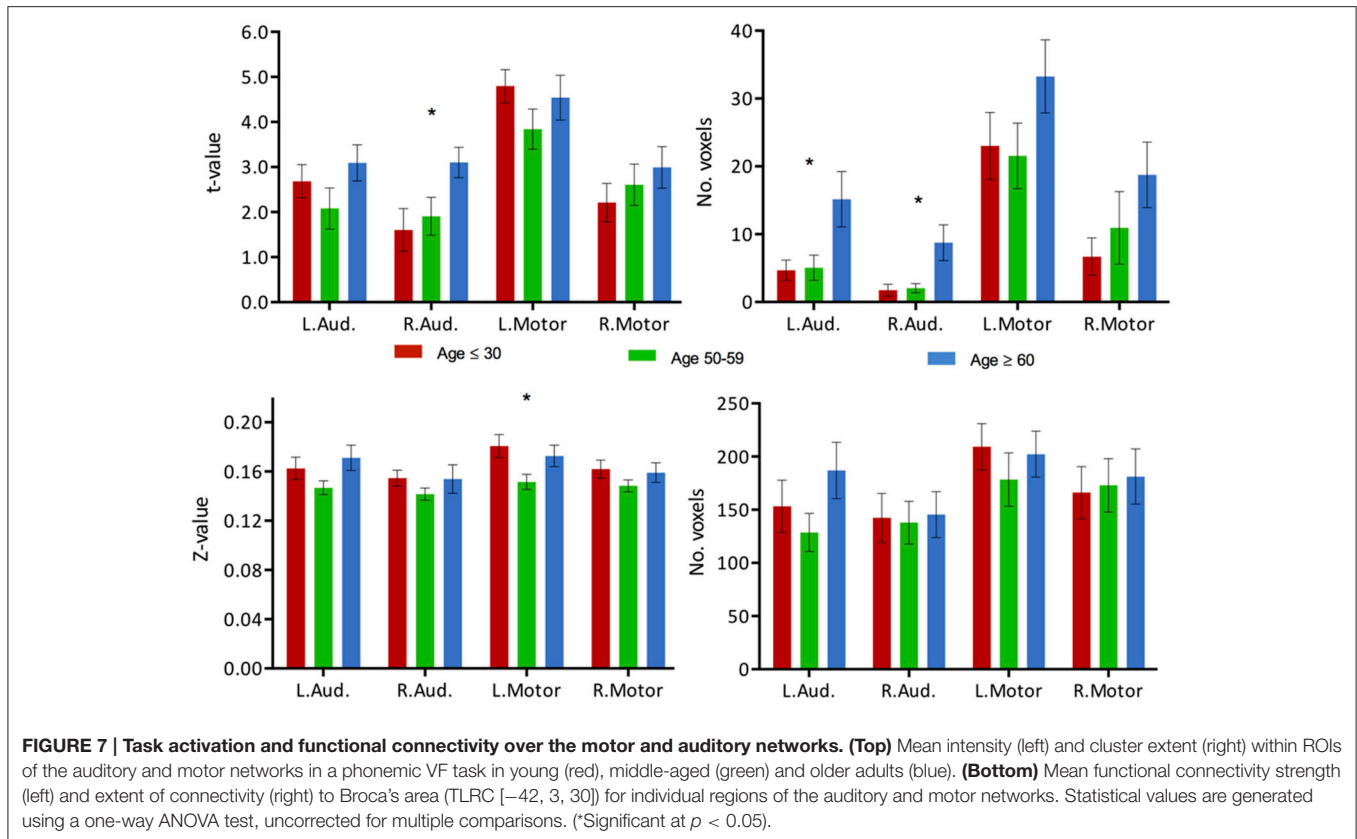 6.0
5.0
4.0
3.0
2.0
1.0
0.0
t-value
*
L.Aud. R.Aud. L.Motor R.Motor
40
30
20
10
0
No. voxels
*
*
L.Aud. R.Aud. L.Motor R.Motor
Age ≤ 30 Age 50-59 Age ≥ 60
0.20
0.16
0.12
0.08
0.04
0.00
Z-value
*
L.Aud. R.Aud. L.Motor R.Motor
250
200
150
100
50
0
No. voxels
L.Aud. R.Aud. L.Motor R.Motor
FIGURE 7 | Task activation and functional connectivity over the motor and auditory networks. (Top) Mean intensity (left) and cluster extent (right) within ROIs
of the auditory and motor networks in a phonemic VF task in young (red), middle-aged (green) and older adults (blue). (Bottom) Mean functional connectivity strength
(left) and extent of connectivity (right) to Broca's area (TLRC [−42, 3, 30]) for individual regions of the auditory and motor networks. Statistical values are generated
using a one-way ANOVA test, uncorrected for multiple comparisons. (*Significant at p < 0.05).